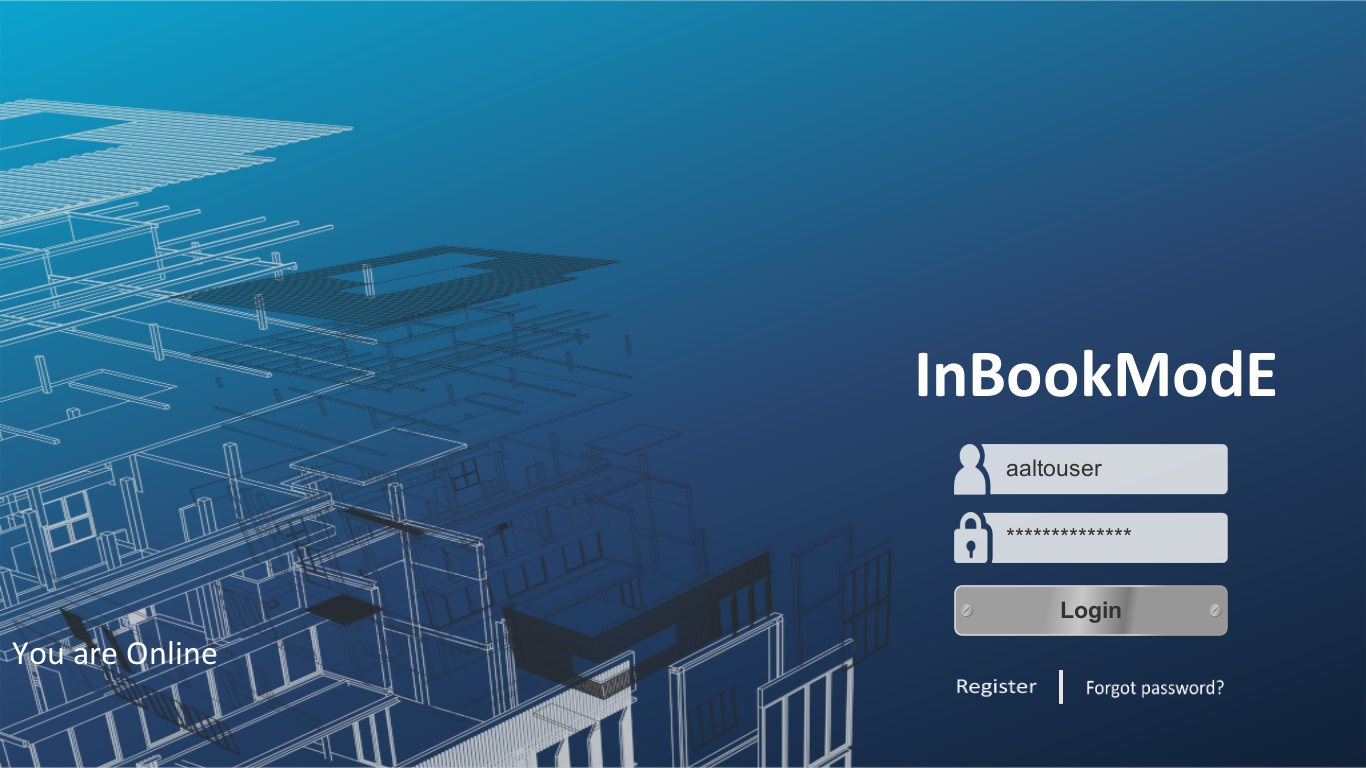 InBookModE
aaltouser
**************
Login
You are Online
Register | Forgot password?